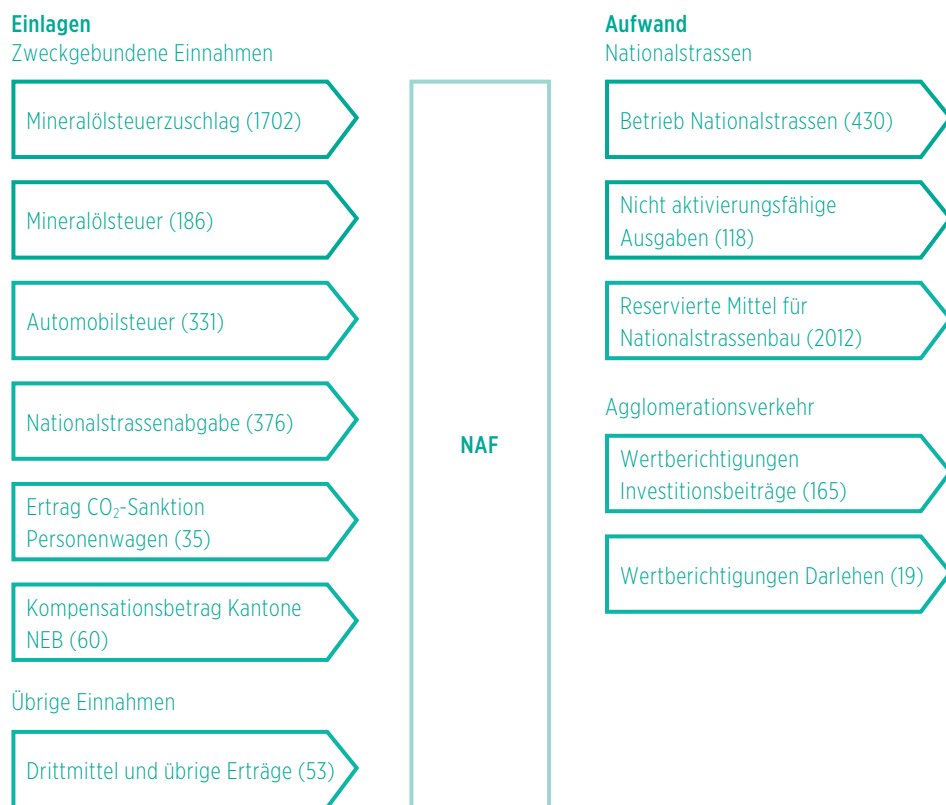 Einlagen
Zweckgebundene Einnahmen
Mineralölsteuerzuschlag (1702)
Mineralölsteuer (186)
Automobilsteuer (331)
Nationalstrassenabgabe (376)
Ertrag CO₂-Sanktion
Personenwagen (35)
Kompensationsbetrag Kantone
NEB (60)
Übrige Einnahmen
Drittmittel und übrige Erträge (53)
NAF
Aufwand
Nationalstrassen
Betrieb Nationalstrassen (430)
Nicht aktivierungsfähige
Ausgaben (118)
Reservierte Mittel für
Nationalstrassenbau (2012)
Agglomerationsverkehr
Wertberichtigungen
Investitionsbeiträge (165)
Wertberichtigungen Darlehen (19)